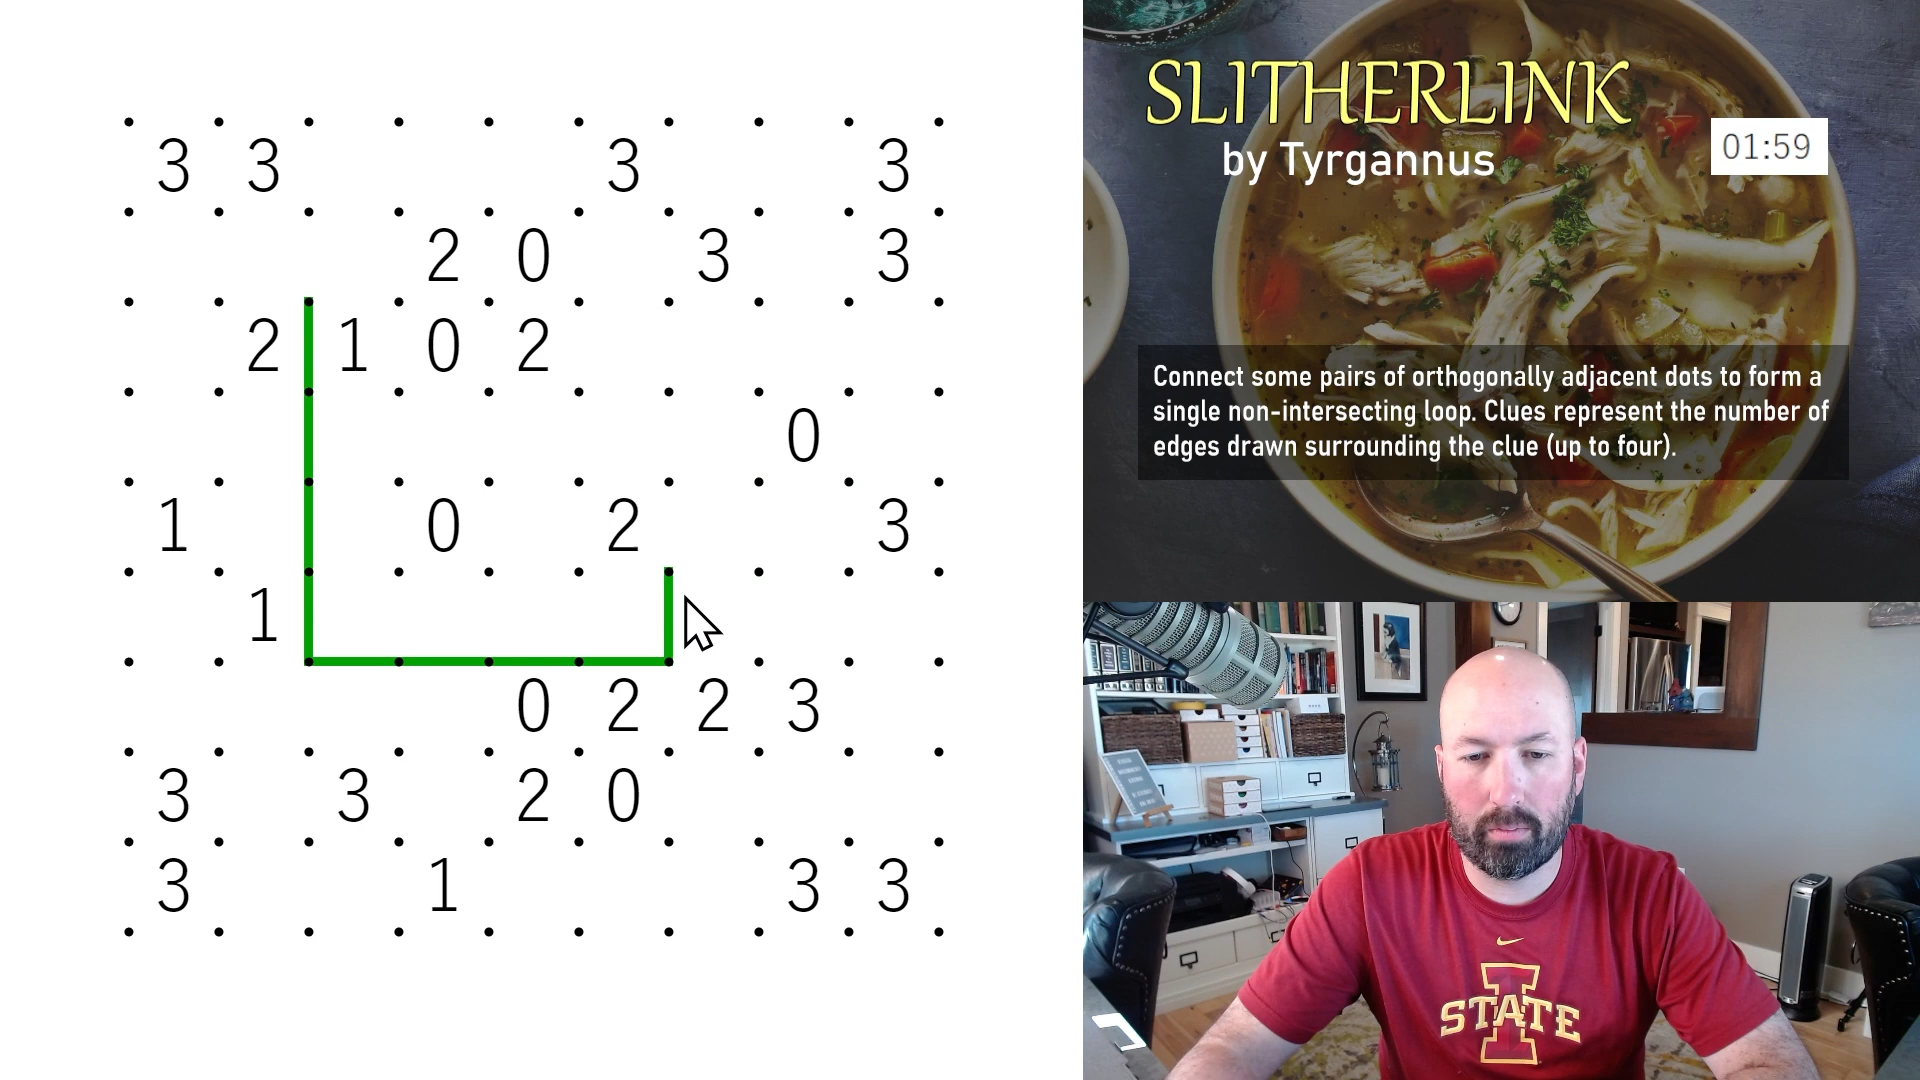 3 3 3 3
2 0 3 3
2 1 0 2
0
1 0 2 3
1
0 2 2 3
3 3 2 0
3 1 3 3
SLITHERLINK
by Tyrgannus
01:59
Connect some pairs of orthogonally adjacent dots to form a
single non-intersecting loop. Clues represent the number of
edges drawn surrounding the clue (up to four).
I
STATE